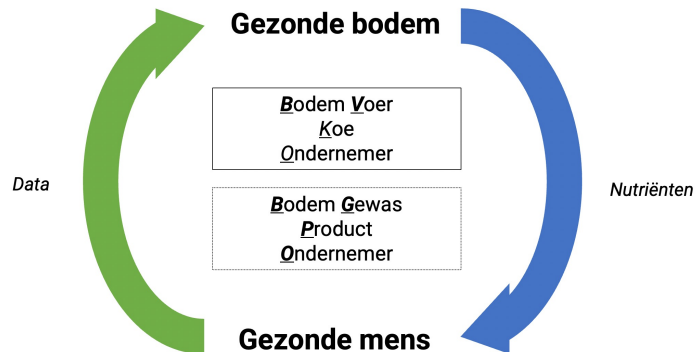 Gezonde bodem
Bodem Voer
Koe
Ondernemer
Data
Nutriënten
Bodem Gewas
Product
Ondernemer
Gezonde mens